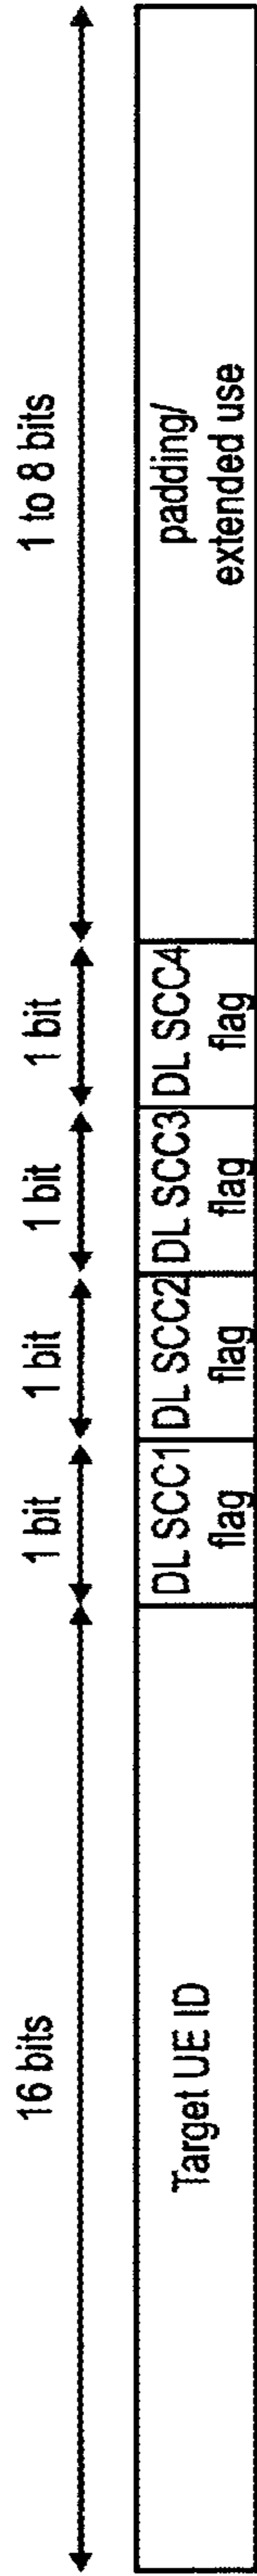 16 bits
1 bit
1 bit
1 bit
1 bit
1 to 8 bits
Target UE ID
DL SCC1
flag
DL SCC2
flag
DL SCC3
flag
DL SCC4
flag
padding/
extended use